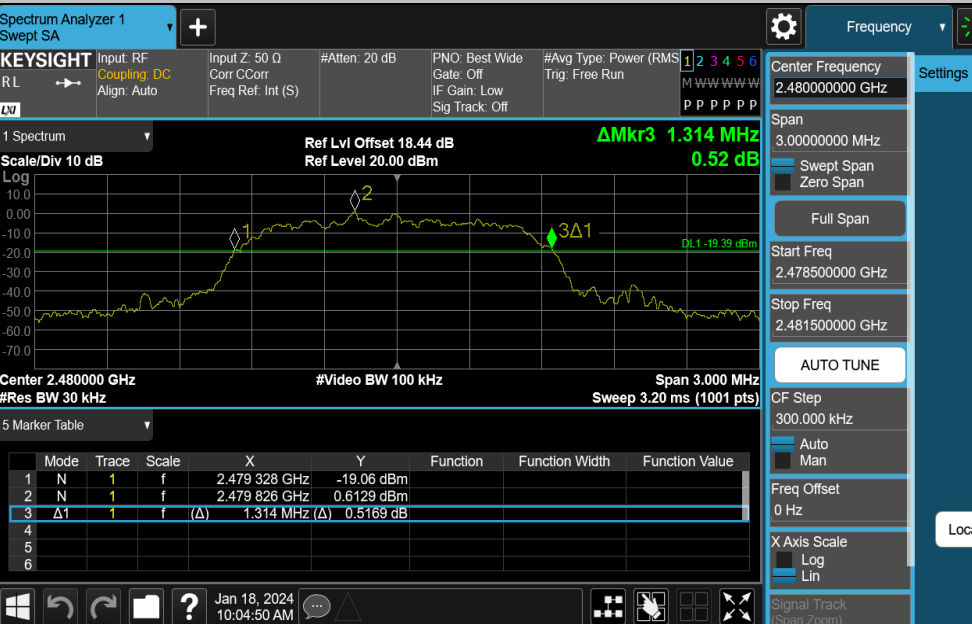 Spectrum Analyzer 1
Swept SA
+
Frequency
KEYSIGHT
RL
LXI
Input: RF
Coupling: DC
Align: Auto
Input Z: 50 Ω
Corr CCorr
Freq Ref: Int (S)
#Atten: 20 dB
PNO: Best Wide
Gate: Off
IF Gain: Low
Sig Track: Off
#Avg Type: Power (RMS
Trig: Free Run
1 2 3 4 5 6
M W W W W W
P P P P P P
1 Spectrum
Scale/Div 10 dB
Ref Lvl Offset 18.44 dB
Ref Level 20.00 dBm
ΔMkr3 1.314 MHz
0.52 dB
Log
10.0
0.00
-10.0
-20.0
-30.0
-40.0
-50.0
-60.0
-70.0
1
2
3Δ1
DL1 -19.39 dBm
Center 2.480000 GHz
#Video BW 100 kHz
Span 3.000 MHz
#Res BW 30 kHz
Sweep 3.20 ms (1001 pts)
5 Marker Table
Mode Trace Scale X Y Function Function Width Function Value
1 N 1 f 2.479 328 GHz -19.06 dBm
2 N 1 f 2.479 826 GHz 0.6129 dBm
3 Δ1 1 f (Δ) 1.314 MHz (Δ) 0.5169 dB
4
5
6
?
Jan 18, 2024
10:04:50 AM
Center Frequency
2.480000000 GHz
Settings
Span
3.00000000 MHz
Swept Span
Zero Span
Full Span
Start Freq
2.478500000 GHz
Stop Freq
2.481500000 GHz
AUTO TUNE
CF Step
300.000 kHz
Auto
Man
Freq Offset
0 Hz
Loca
X Axis Scale
Log
Lin
Signal Track
(Span Zoom)